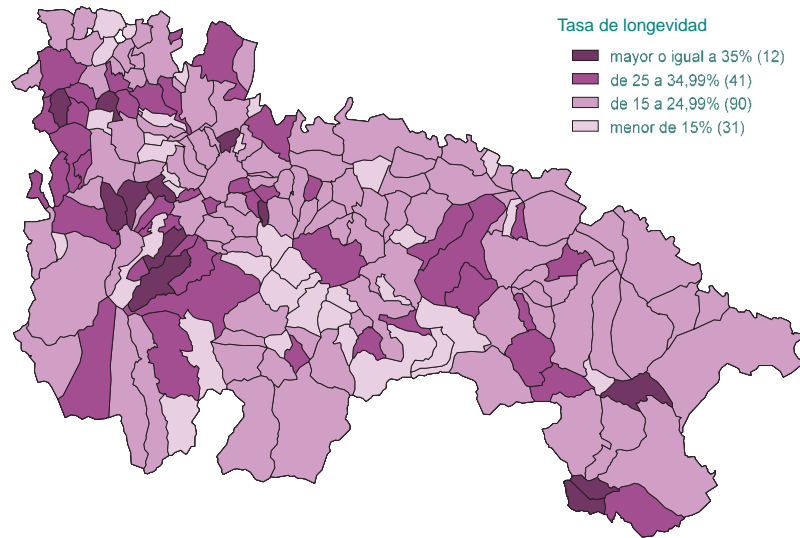 Tasa de longevidad
mayor o igual a 35% (12)
de 25 a 34,99% (41)
de 15 a 24,99% (90)
menor de 15% (31)